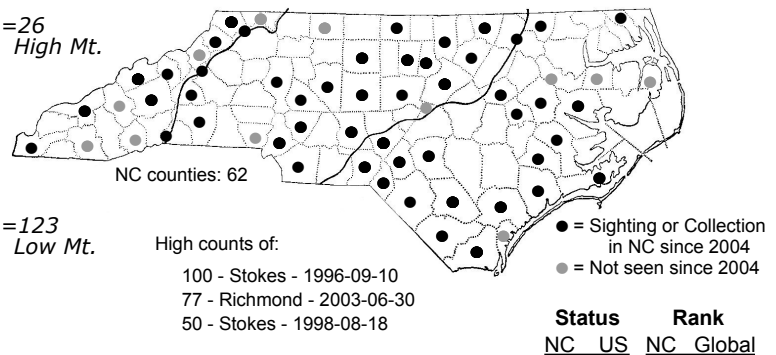 =26
High Mt.
NC counties: 62
=123
Low Mt.
High counts of:
100 - Stokes - 1996-09-10
77 - Richmond - 2003-06-30
50 - Stokes - 1998-08-18
= Sighting or Collection
in NC since 2004
= Not seen since 2004
Status Rank
NC US NC Global